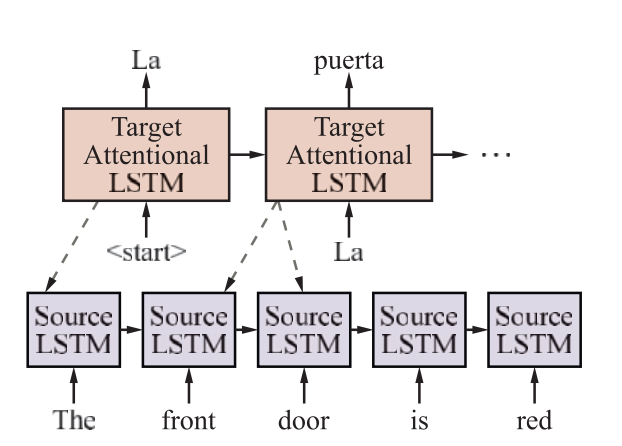 La puerta
Target Attentional LSTM
Target Attentional LSTM
...
<start> La
Source LSTM
Source LSTM
Source LSTM
Source LSTM
Source LSTM
The front door is red